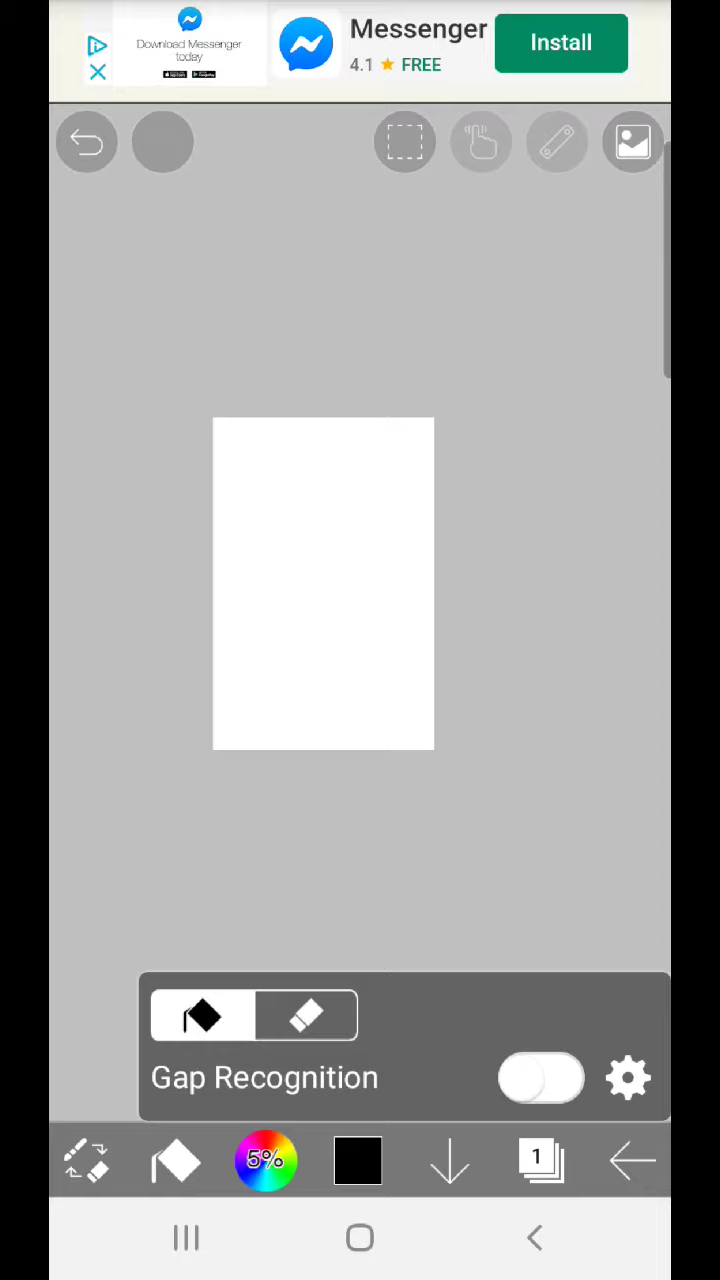 Download Messenger
today
Messenger
4.1 ★ FREE
Install
Gap Recognition
5%
1